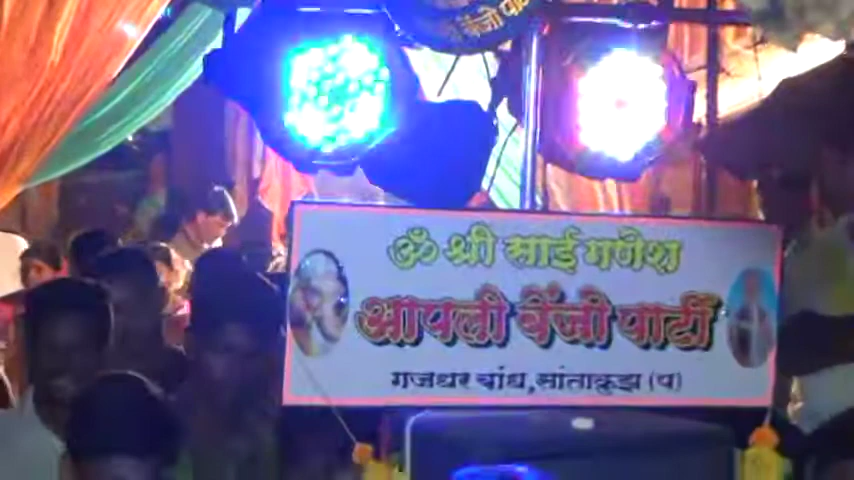 बेंजो पार्टी
ॐ श्री साई गणेश
आपली बेंजो पार्टी
गजधर बांध, सांताक्रुझ (प)